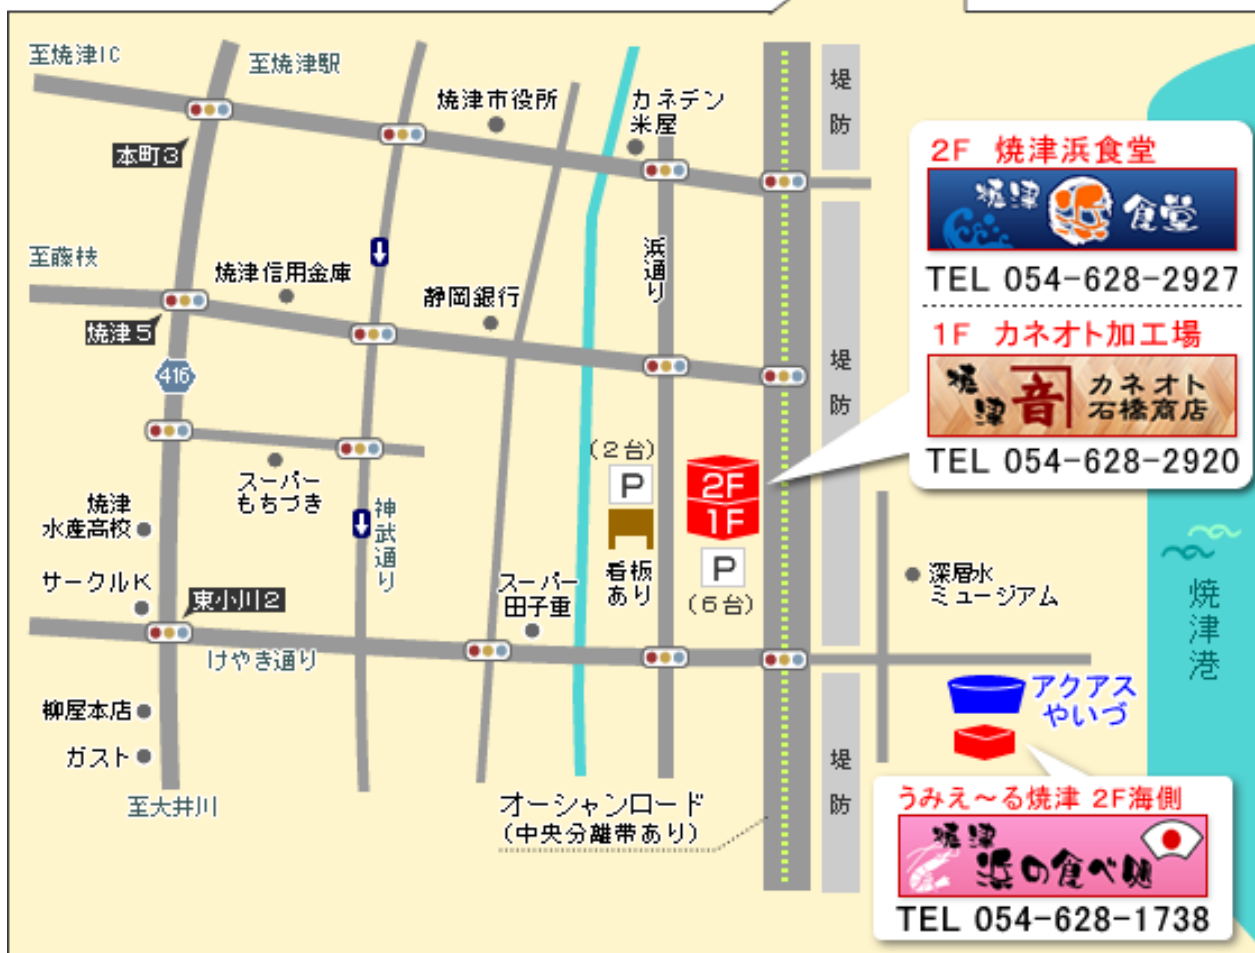 至焼津IC
至焼津駅
焼津市役所
カネデン
米屋
堤
防
本町3
2F 焼津浜食堂
焼津
浜
食堂
TEL 054-628-2927
1F カネオト加工場
焼津
音
カネオト
石橋商店
TEL 054-628-2920
至藤枝
焼津信用金庫
静岡銀行
浜通り
焼津5
416
堤
防
スーパー
もちづき
(2台)
P
2F
1F
焼津
水産高校
神武通り
看板
あり
P
(6台)
サークルK
東小川2
スーパー
田子重
深層水
ミュージアム
焼津港
けやき通り
柳屋本店
ガスト
アクアス
やいづ
至大井川
オーシャンロード
(中央分離帯あり)
堤
防
うみえ~る焼津 2F海側
焼津
浜の食べ処
TEL 054-628-1738